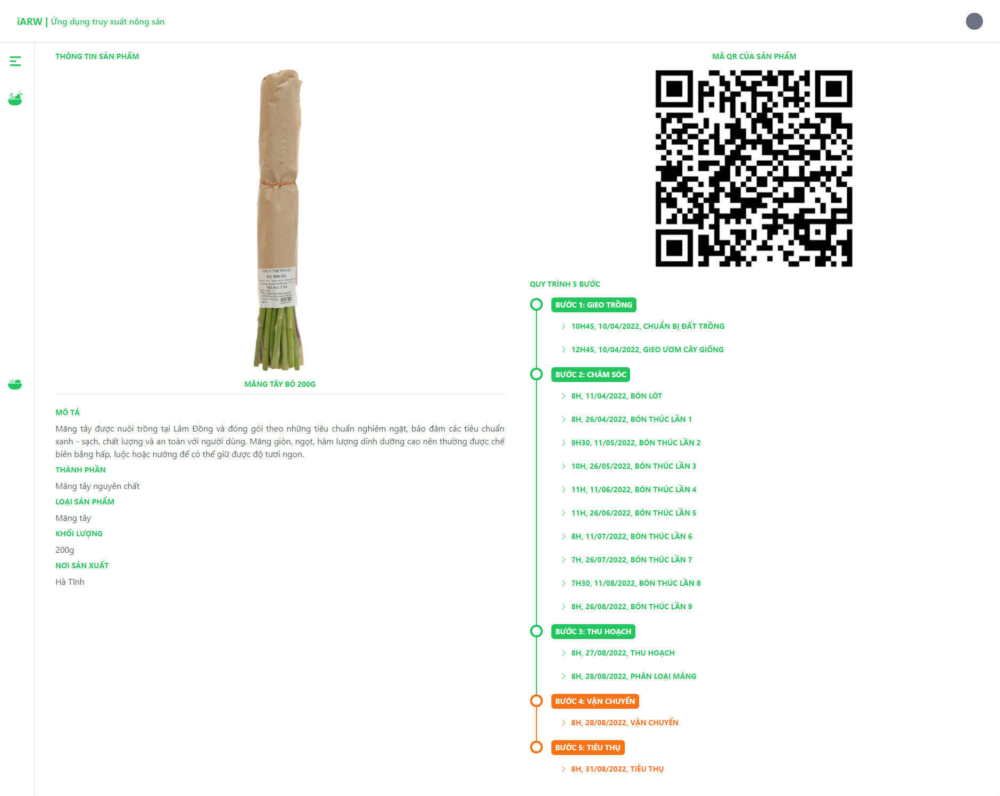 iARW | Ứng dụng truy xuất nông sản
THÔNG TIN SẢN PHẨM
CÔNG TY TNHH NÔNG SẢN
NGỌC MINH CHÂU
MĂNG TÂY
MĂNG TÂY BÓ 200G
MÔ TẢ
Măng tây được nuôi trồng tại Lâm Đồng và đóng gói theo những tiêu chuẩn nghiêm ngặt, bảo đảm các tiêu chuẩn
xanh - sạch, chất lượng và an toàn với người dùng. Măng giòn, ngọt, hàm lượng dinh dưỡng cao nên thường được chế
biên bằng hấp, luộc hoặc nướng để có thể giữ được độ tươi ngon.
THÀNH PHẦN
Măng tây nguyên chất
LOẠI SẢN PHẨM
Măng tây
KHỐI LƯỢNG
200g
NƠI SẢN XUẤT
Hà Tĩnh
MÃ QR CỦA SẢN PHẨM
QUY TRÌNH 5 BƯỚC
BƯỚC 1: GIEO TRỒNG
10H45, 10/04/2022, CHUẨN BỊ ĐẤT TRỒNG
12H45, 10/04/2022, GIEO ƯƠM CÂY GIỐNG
BƯỚC 2: CHĂM SÓC
8H, 11/04/2022, BÓN LÓT
8H, 26/04/2022, BÓN THÚC LẦN 1
9H30, 11/05/2022, BÓN THÚC LẦN 2
10H, 26/05/2022, BÓN THÚC LẦN 3
11H, 11/06/2022, BÓN THÚC LẦN 4
11H, 26/06/2022, BÓN THÚC LẦN 5
8H, 11/07/2022, BÓN THÚC LẦN 6
7H, 26/07/2022, BÓN THÚC LẦN 7
7H30, 11/08/2022, BÓN THÚC LẦN 8
8H, 26/08/2022, BÓN THÚC LẦN 9
BƯỚC 3: THU HOẠCH
8H, 27/08/2022, THU HOẠCH
8H, 28/08/2022, PHÂN LOẠI MĂNG
BƯỚC 4: VẬN CHUYỂN
8H, 28/08/2022, VẬN CHUYỂN
BƯỚC 5: TIÊU THỤ
8H, 31/08/2022, TIÊU THỤ